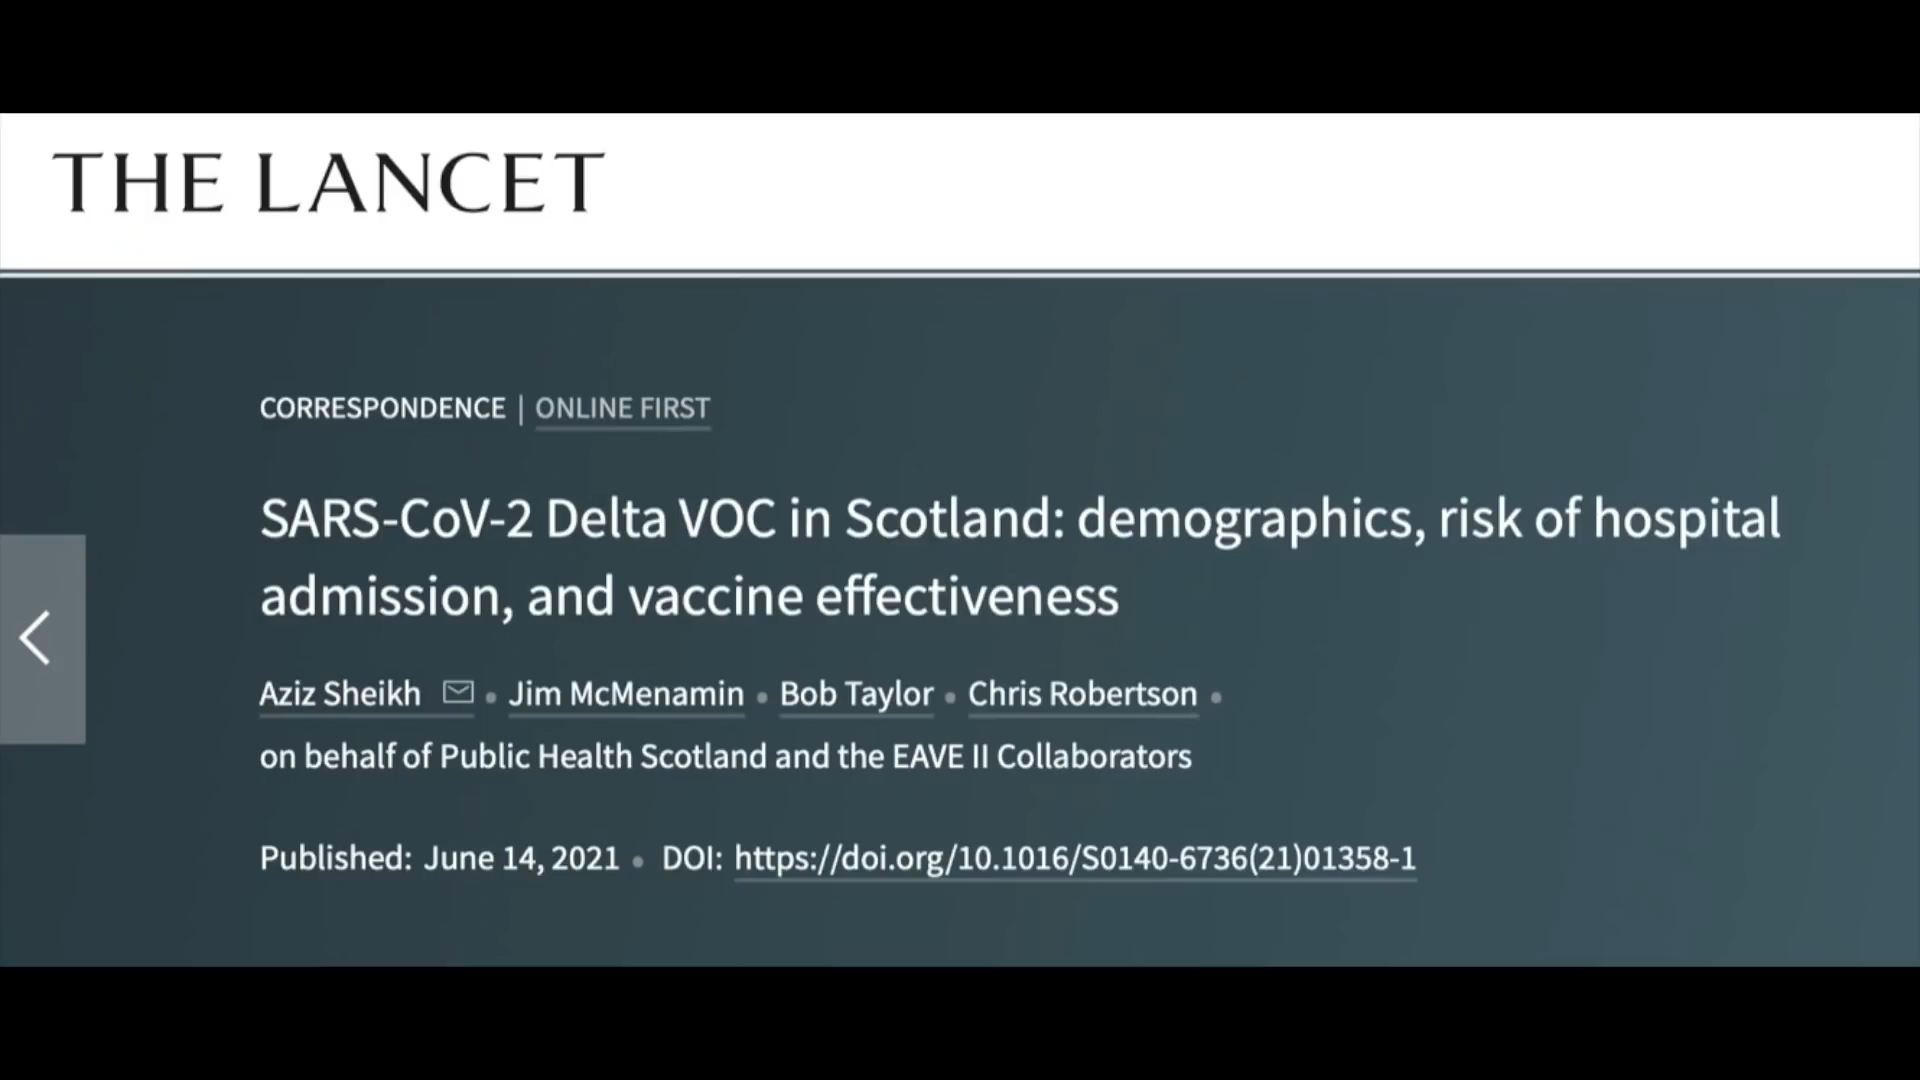 THE LANCET
CORRESPONDENCE | ONLINE FIRST
SARS-CoV-2 Delta VOC in Scotland: demographics, risk of hospital
admission, and vaccine effectiveness
Aziz Sheikh • Jim McMenamin • Bob Taylor • Chris Robertson •
on behalf of Public Health Scotland and the EAVE II Collaborators
Published: June 14, 2021 • DOI: https://doi.org/10.1016/S0140-6736(21)01358-1